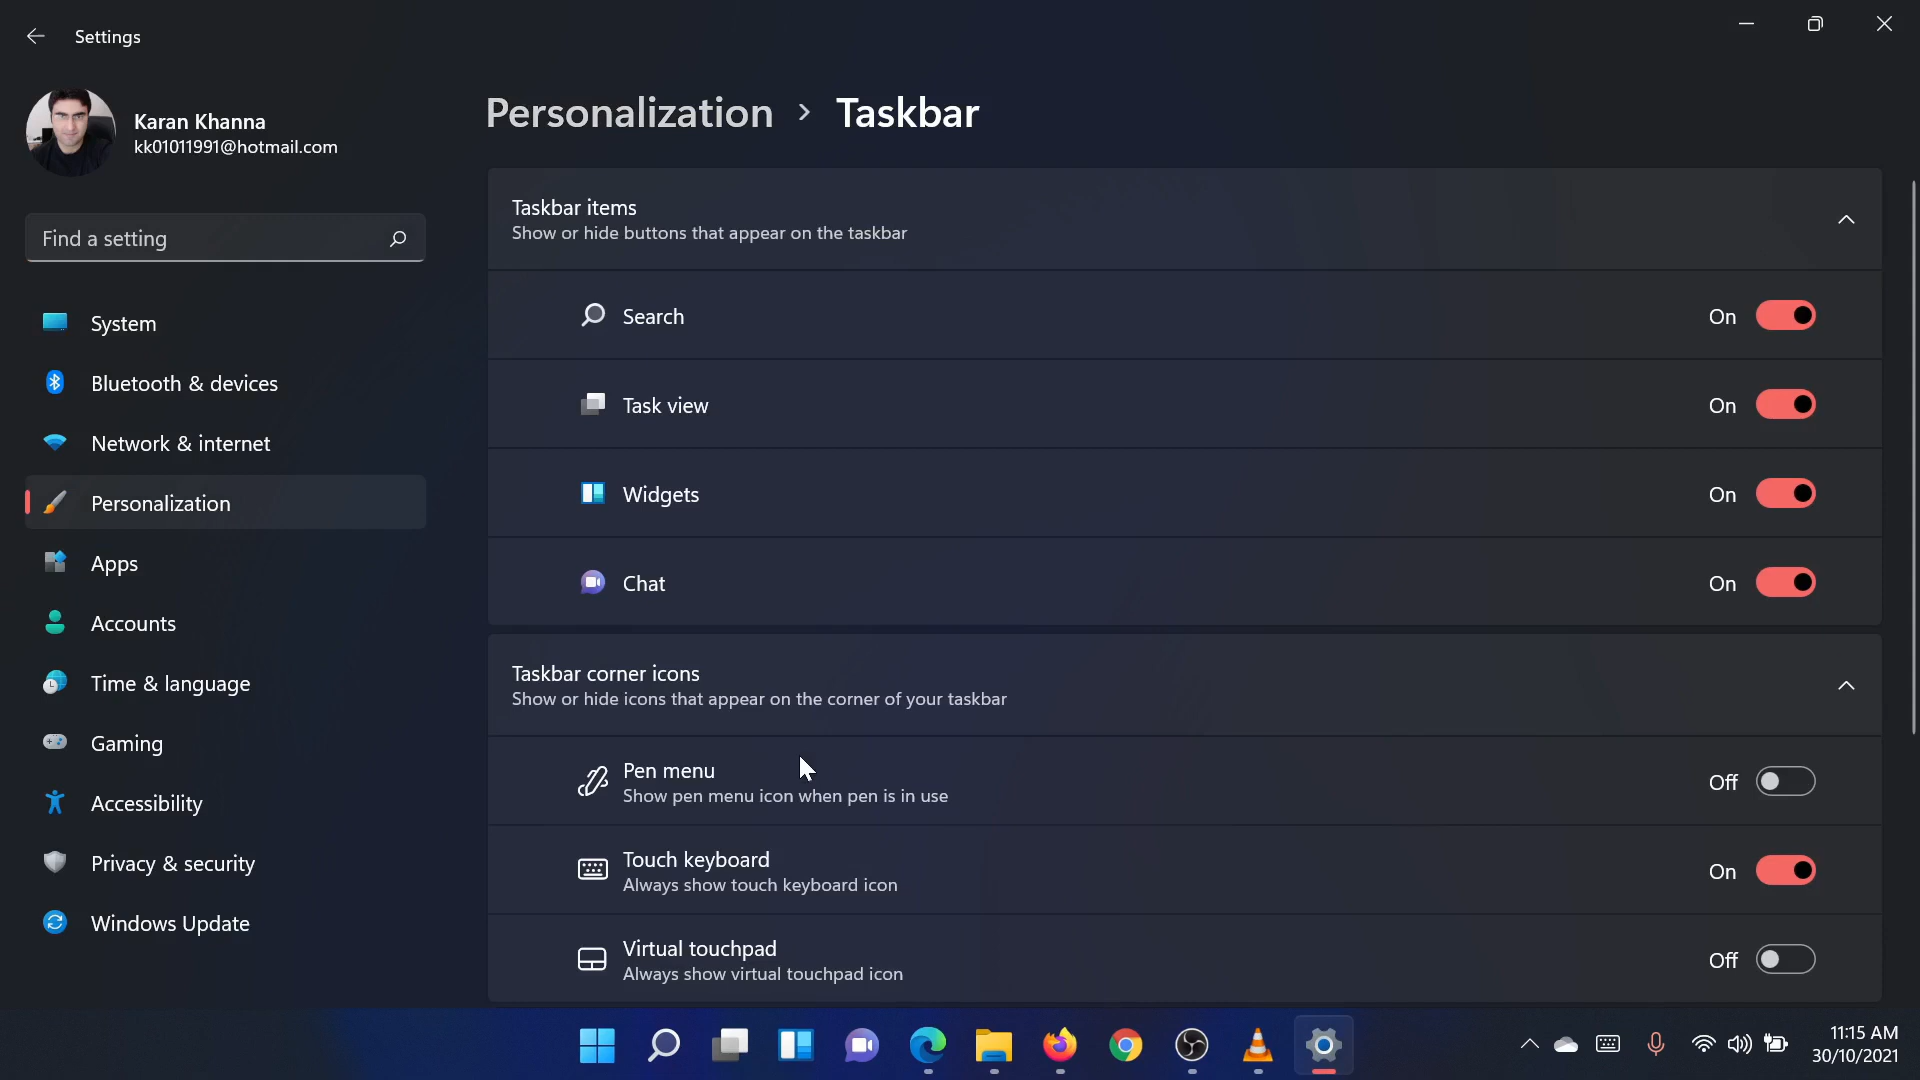 Settings
Karan Khanna
kk01011991@hotmail.com
Find a setting
System
Bluetooth & devices
Network & internet
Personalization
Apps
Accounts
Time & language
Gaming
Accessibility
Privacy & security
Windows Update
Personalization > Taskbar
Taskbar items
Show or hide buttons that appear on the taskbar
Search On
Task view On
Widgets On
Chat On
Taskbar corner icons
Show or hide icons that appear on the corner of your taskbar
Pen menu
Show pen menu icon when pen is in use
Off
Touch keyboard
Always show touch keyboard icon
On
Virtual touchpad
Always show virtual touchpad icon
Off
11:15 AM
30/10/2021